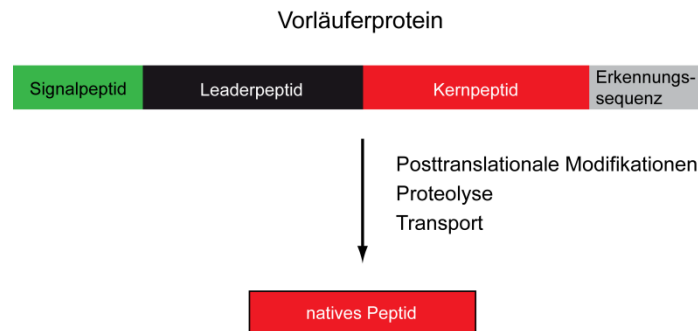 Vorläuferprotein
Signalpeptid
Leaderpeptid
Kernpeptid
Erkennungs-
sequenz
Posttranslationale Modifikationen
Proteolyse
Transport
natives Peptid